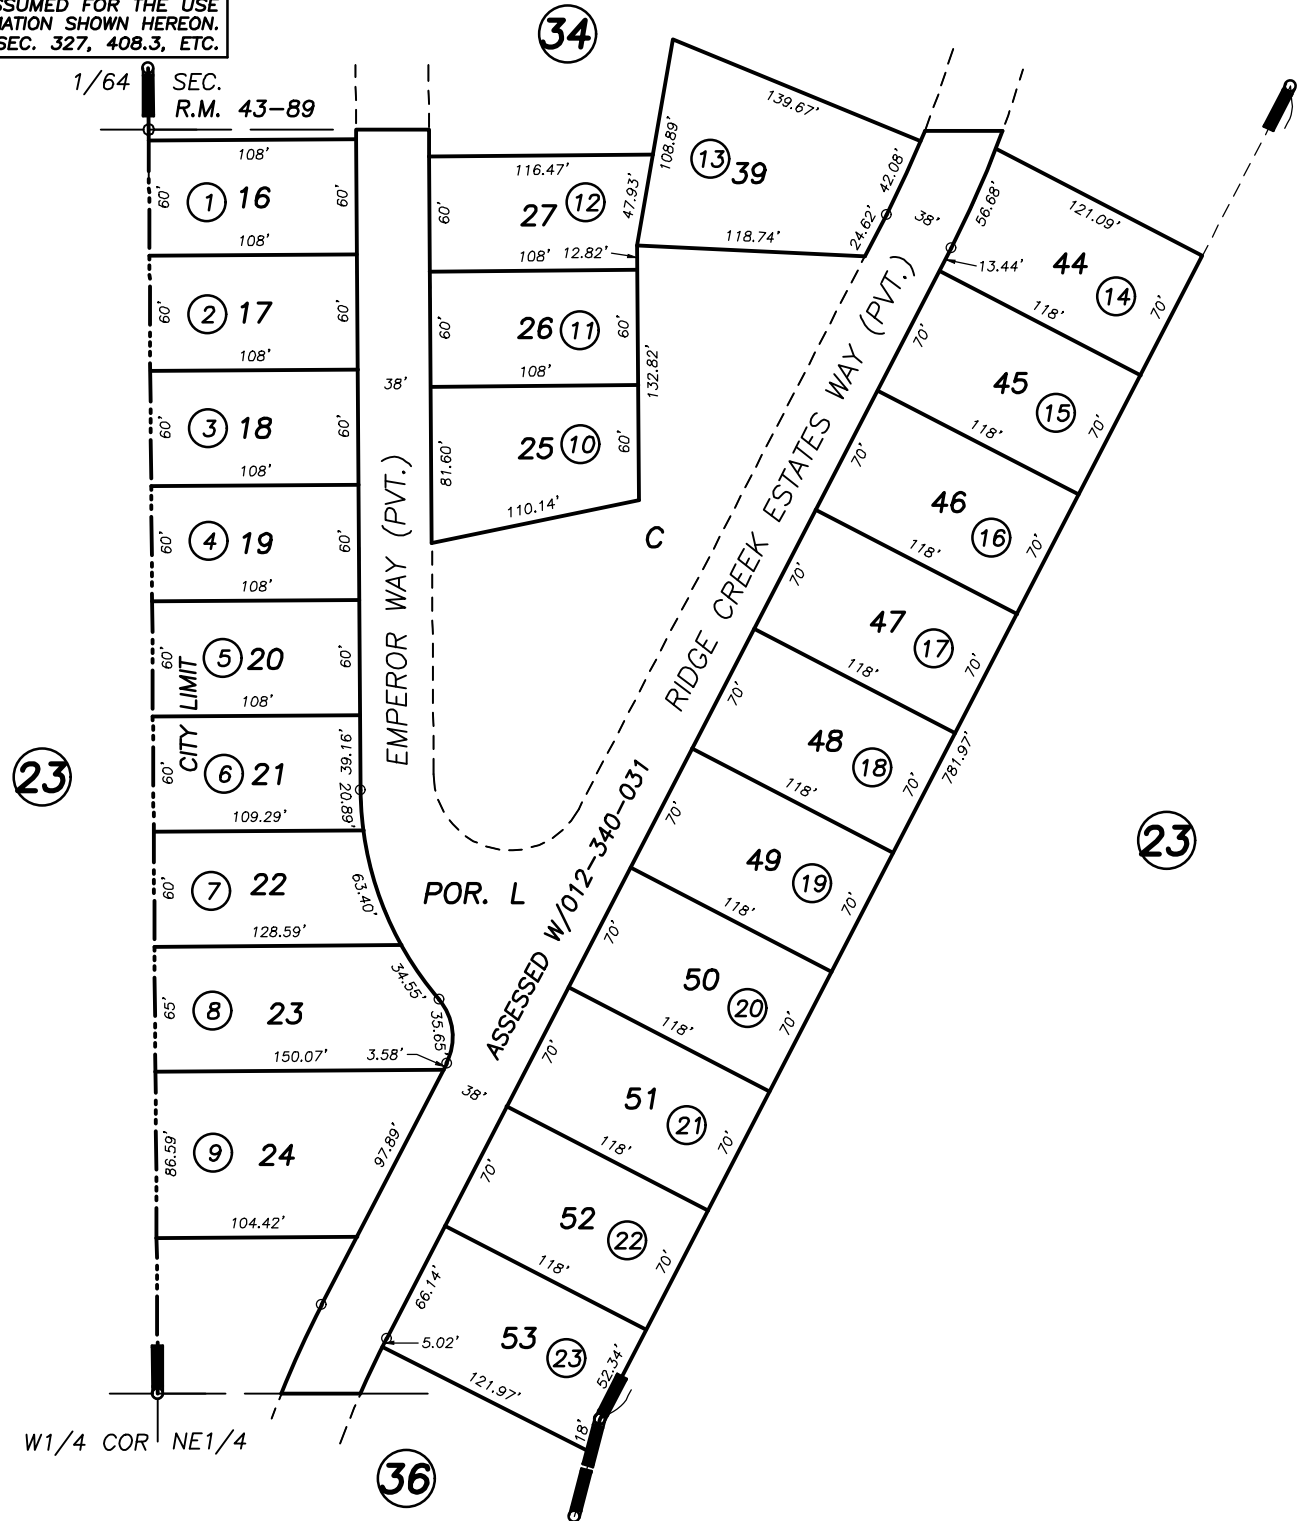 ASSUMED FOR THE USE
MATION SHOWN HEREON.
SEC. 327, 408.3, ETC.
34
1/64 SEC.
R.M. 43-89
108'
60' 1 16 60'
108'
60' 2 17 60'
108'
60' 3 18 60'
108'
60' 4 19 60'
108'
60' 5 20 60'
108'
CITY LIMIT
60' 6 21 39.16'
20.89'
109.29'
60' 7 22 63.40'
128.59'
34.55'
65' 8 23 35.65'
150.07' 3.58'
86.59' 9 24 97.89'
104.42'
23
38'
EMPEROR WAY (PVT.)
116.47'
60' 27 12 47.93'
108' 12.82'
60' 26 11 60'
108'
132.82'
81.60' 25 10 60'
110.14'
C
139.67'
108.89' 13 39 42.08'
24.62'
118.74'
38'
56.68'
13.44'
121.09'
44 14 70'
118'
70' 45 15 70'
118'
70' 46 16 70'
118'
70' 47 17 70'
118'
70' 48 18 70'
781.97'
118'
70' 49 19 70'
118'
70' 50 20 70'
118'
70' 51 21 70'
118'
70' 52 22 70'
118'
66.14' 53 23 52.34'
5.02'
121.97'
18'
RIDGE CREEK ESTATES WAY (PVT.)
ASSESSED W/012-340-031
POR. L
38'
23
W1/4 COR NE1/4
36